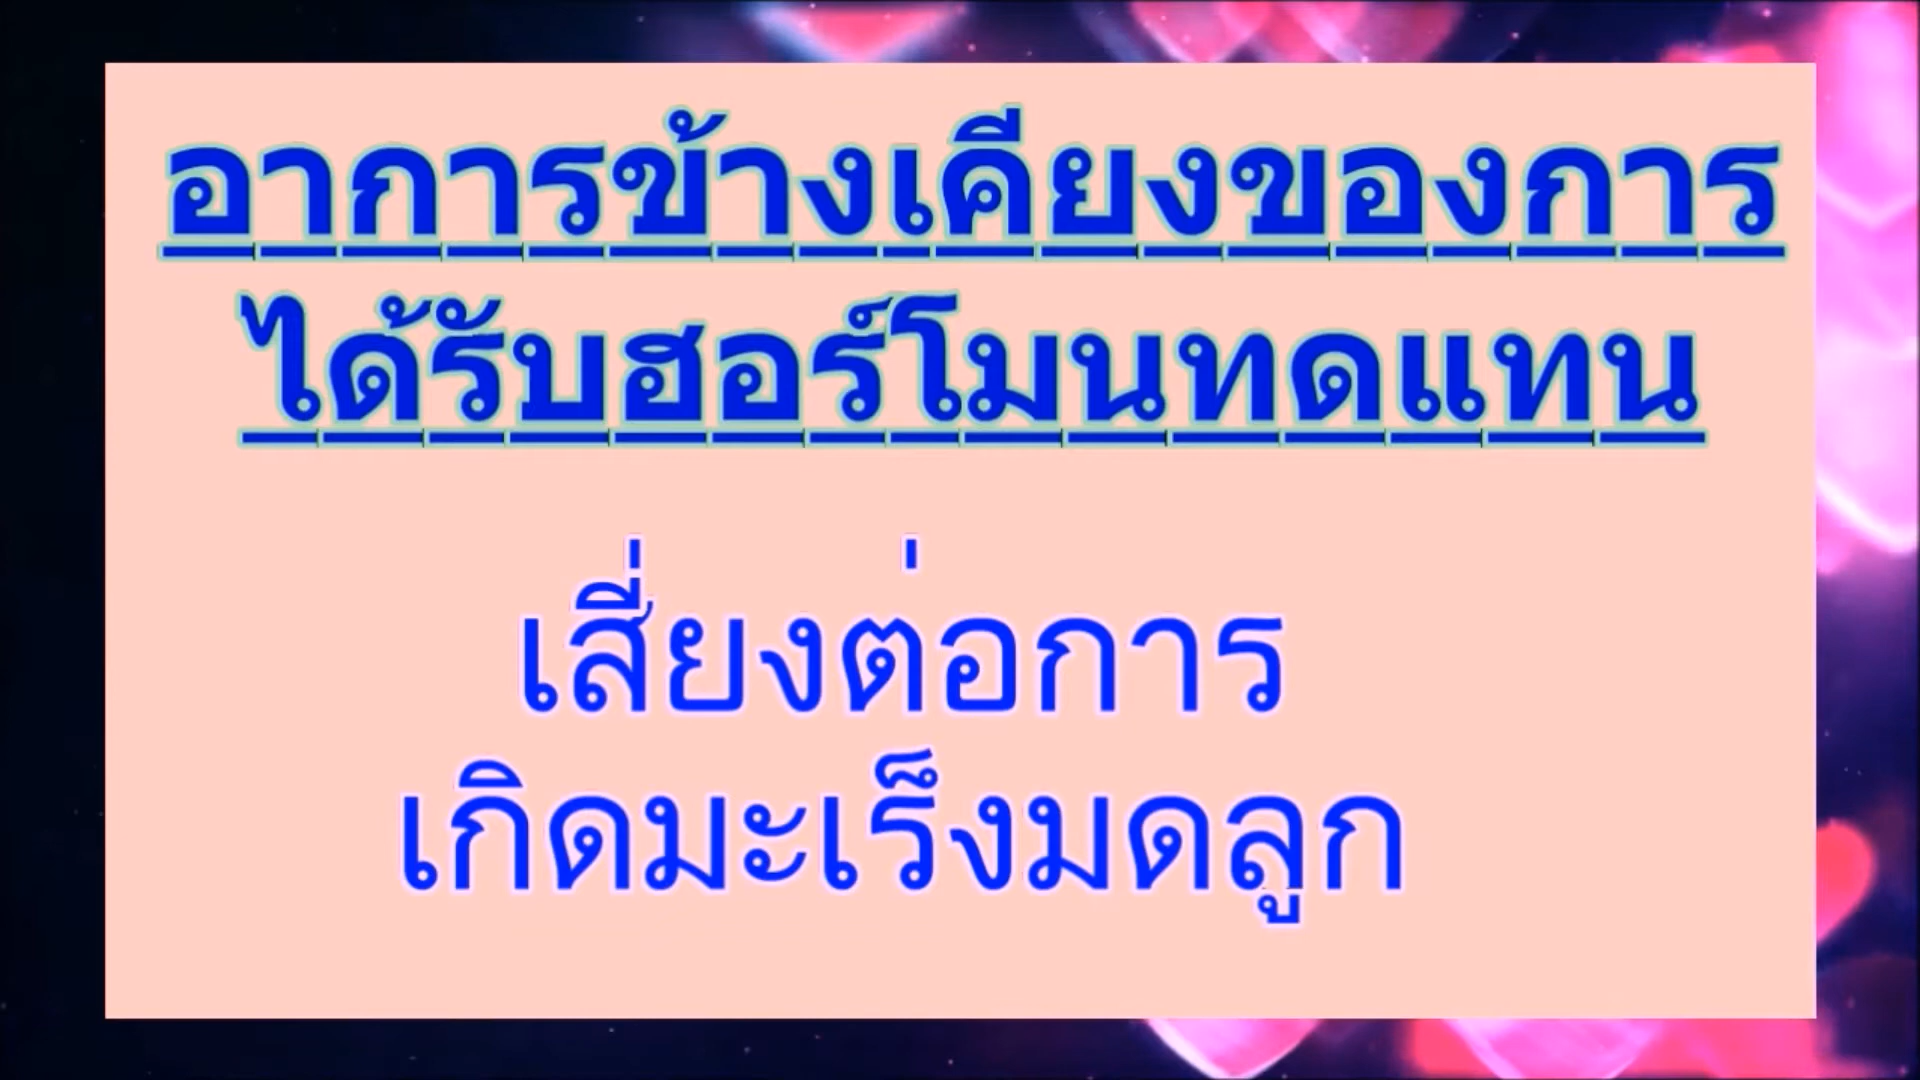 อาการข้างเคียงของการ
ได้รับฮอร์โมนทดแทน
เสี่ยงต่อการ
เกิดมะเร็งมดลูก